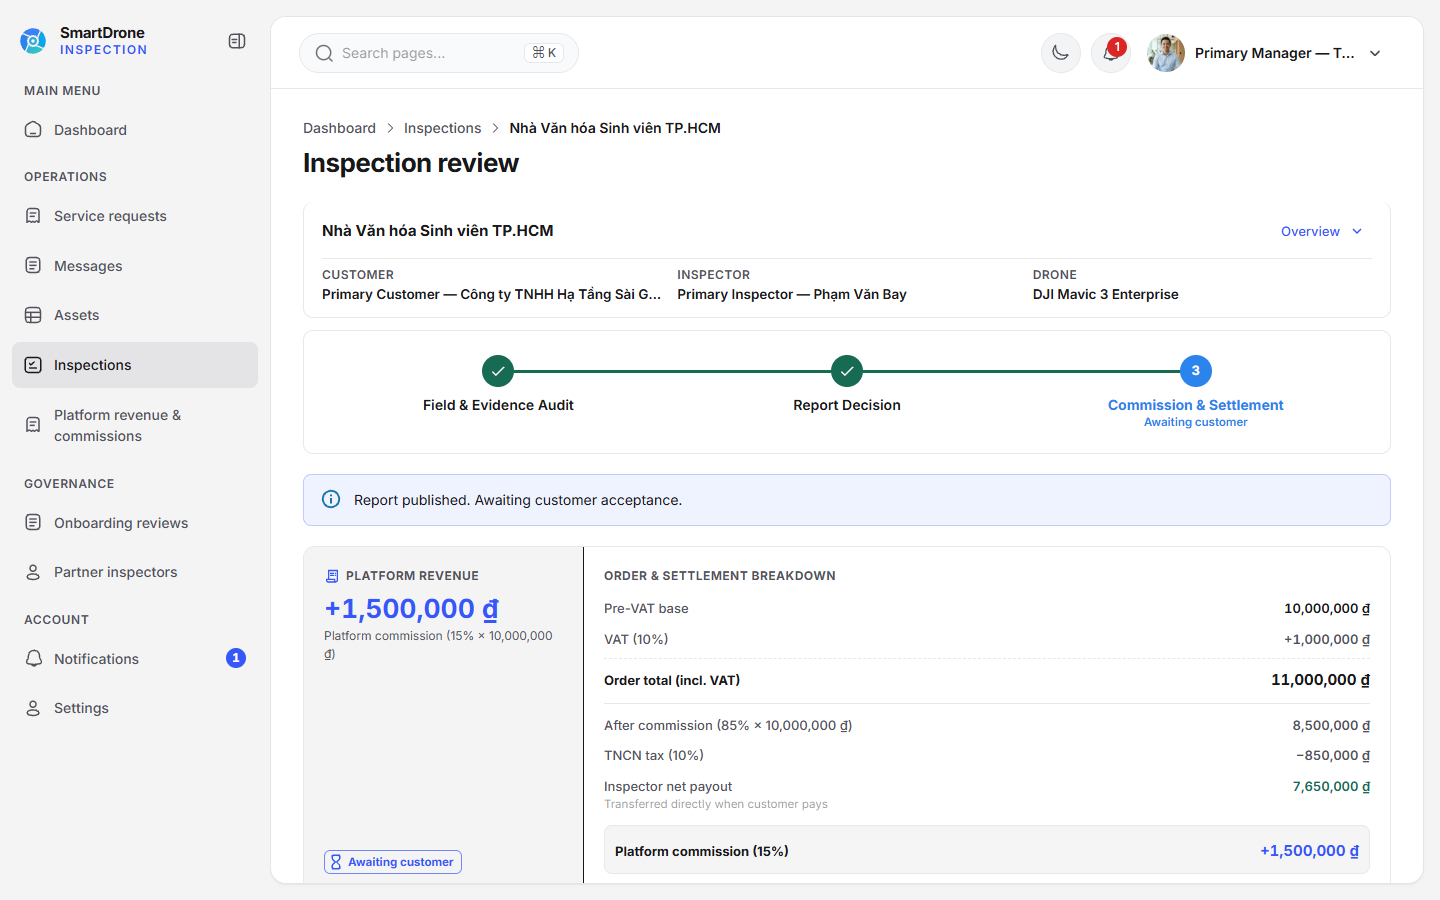 SmartDrone
INSPECTION
MAIN MENU
Dashboard
OPERATIONS
Service requests
Messages
Assets
Inspections
Platform revenue &
commissions
GOVERNANCE
Onboarding reviews
Partner inspectors
ACCOUNT
Notifications
1
Settings
Search pages...
⌘ K
1
Primary Manager — T...
Dashboard > Inspections > Nhà Văn hóa Sinh viên TP.HCM
Inspection review
Nhà Văn hóa Sinh viên TP.HCM
Overview
CUSTOMER
Primary Customer — Công ty TNHH Hạ Tầng Sài G...
INSPECTOR
Primary Inspector — Phạm Văn Bay
DRONE
DJI Mavic 3 Enterprise
Field & Evidence Audit
Report Decision
3
Commission & Settlement
Awaiting customer
Report published. Awaiting customer acceptance.
PLATFORM REVENUE
+1,500,000 ₫
Platform commission (15% × 10,000,000
₫)
Awaiting customer
ORDER & SETTLEMENT BREAKDOWN
Pre-VAT base 10,000,000 ₫
VAT (10%) +1,000,000 ₫
Order total (incl. VAT) 11,000,000 ₫
After commission (85% × 10,000,000 ₫) 8,500,000 ₫
TNCN tax (10%) −850,000 ₫
Inspector net payout 7,650,000 ₫
Transferred directly when customer pays
Platform commission (15%) +1,500,000 ₫